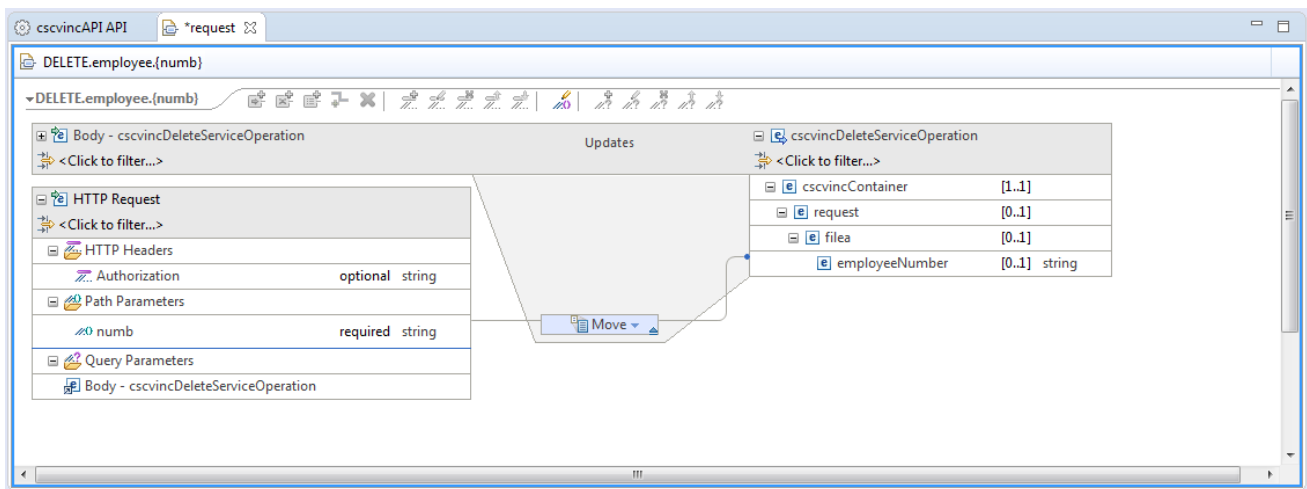 cscvincAPI API
*request
DELETE.employee.{numb}
DELETE.employee.{numb}
Body - cscvincDeleteServiceOperation
<Click to filter...>
HTTP Request
<Click to filter...>
HTTP Headers
Authorization optional string
Path Parameters
numb required string
Query Parameters
Body - cscvincDeleteServiceOperation
Updates
Move
cscvincDeleteServiceOperation
<Click to filter...>
cscvincContainer [1..1]
request [0..1]
filea [0..1]
employeeNumber [0..1] string